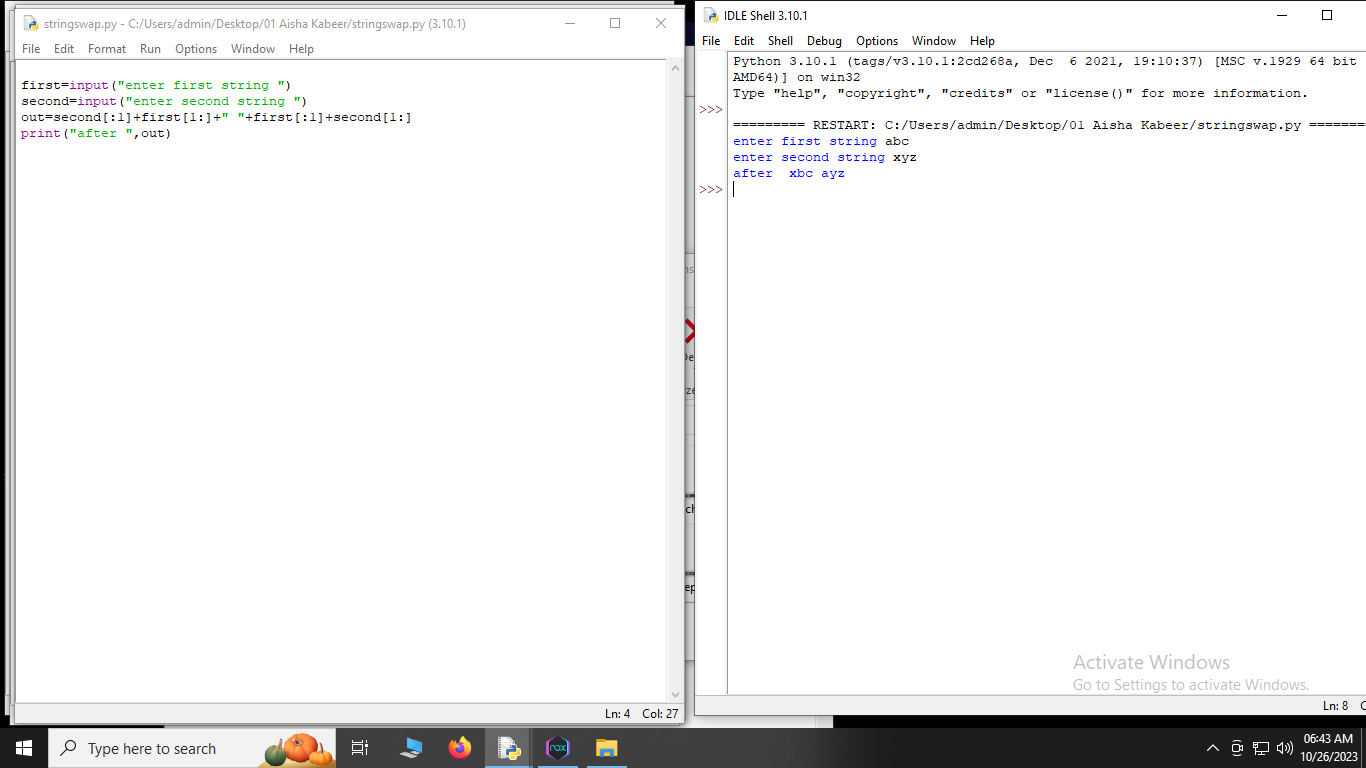 stringswap.py - C:/Users/admin/Desktop/01 Aisha Kabeer/stringswap.py (3.10.1)
File Edit Format Run Options Window Help
first=input("enter first string ")
second=input("enter second string ")
out=second[:1]+first[1:]+" "+first[:1]+second[1:]
print("after ",out)
Ln: 4 Col: 27
IDLE Shell 3.10.1
File Edit Shell Debug Options Window Help
Python 3.10.1 (tags/v3.10.1:2cd268a, Dec  6 2021, 19:10:37) [MSC v.1929 64 bit
AMD64)] on win32
Type "help", "copyright", "credits" or "license()" for more information.
>>>
========= RESTART: C:/Users/admin/Desktop/01 Aisha Kabeer/stringswap.py =======
enter first string abc
enter second string xyz
after  xbc ayz
>>>
Activate Windows
Go to Settings to activate Windows.
Ln: 8
Type here to search
nox
06:43 AM
10/26/2023